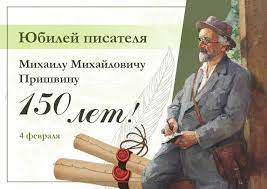 Юбилей писателя
Михаилу Михайловичу
Пришвину
150 лет!
4 февраля